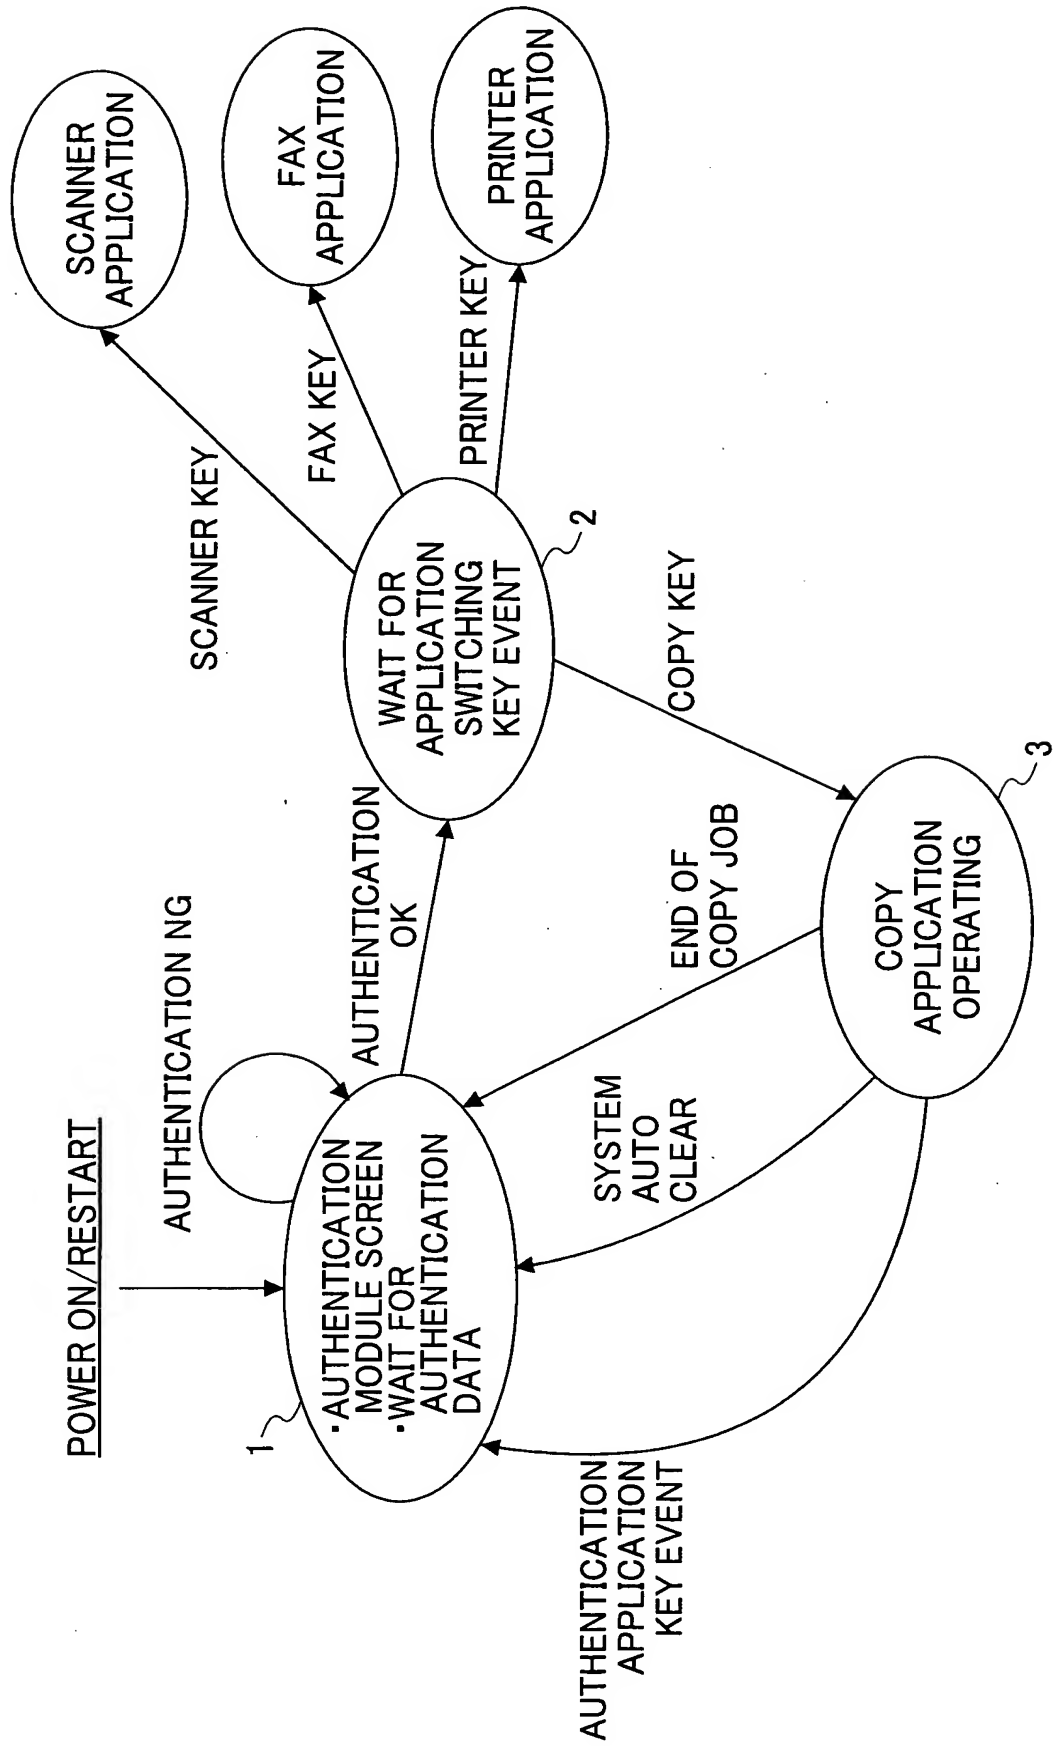 POWER ON/RESTART
AUTHENTICATION NG
1
・AUTHENTICATION
MODULE SCREEN
・WAIT FOR
AUTHENTICATION
DATA
AUTHENTICATION
OK
WAIT FOR
APPLICATION
SWITCHING
KEY EVENT
2
SCANNER KEY
SCANNER
APPLICATION
FAX KEY
FAX
APPLICATION
PRINTER KEY
PRINTER
APPLICATION
COPY KEY
END OF
COPY JOB
SYSTEM
AUTO
CLEAR
AUTHENTICATION
APPLICATION
KEY EVENT
COPY
APPLICATION
OPERATING
3